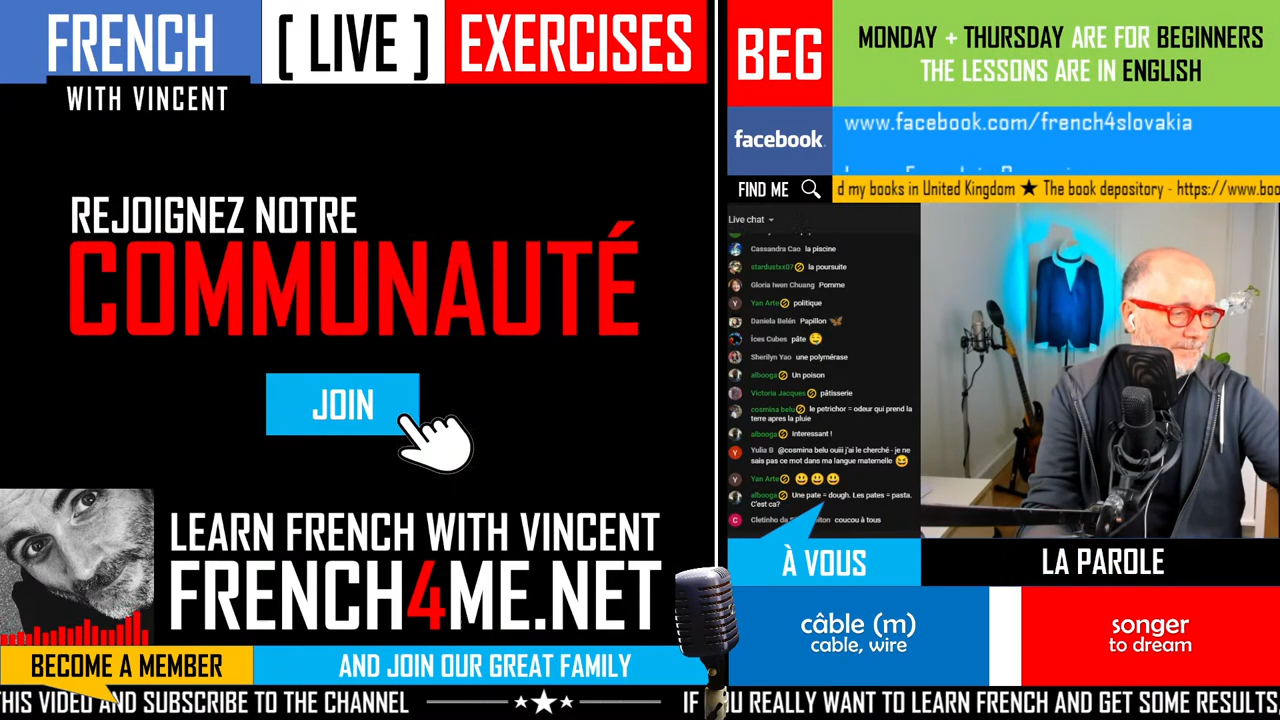 FRENCH
WITH VINCENT
[ LIVE ]
EXERCISES
REJOIGNEZ NOTRE
COMMUNAUTÉ
JOIN
LEARN FRENCH WITH VINCENT
FRENCH4ME.NET
BECOME A MEMBER
AND JOIN OUR GREAT FAMILY
BEG
MONDAY + THURSDAY ARE FOR BEGINNERS
THE LESSONS ARE IN ENGLISH
facebook
www.facebook.com/french4slovakia
FIND ME
d my books in United Kingdom ★ The book depository - https://www.boo
Live chat
Cassandra Cao la piscine
stardustxx07 la poursuite
Gloria Iwen Chuang Pomme
Yan Arte politique
Daniela Belén Papillon
İces Cubes pâte
Sherilyn Yao une polymérase
albooga Un poison
Victoria Jacques pâtisserie
cosmina belu le petrichor = odeur qui prend la
terre apres la pluie
albooga Interessant !
Yulia B @cosmina belu ouiii j'ai le cherché - je ne
sais pas ce mot dans ma langue maternelle
Yan Arte
albooga Une pate = dough. Les pates = pasta.
C'est ca?
Cletinho da coucou à tous
À VOUS
LA PAROLE
câble (m)
cable, wire
songer
to dream
THIS VIDEO AND SUBSCRIBE TO THE CHANNEL
IF YOU REALLY WANT TO LEARN FRENCH AND GET SOME RESULTS,